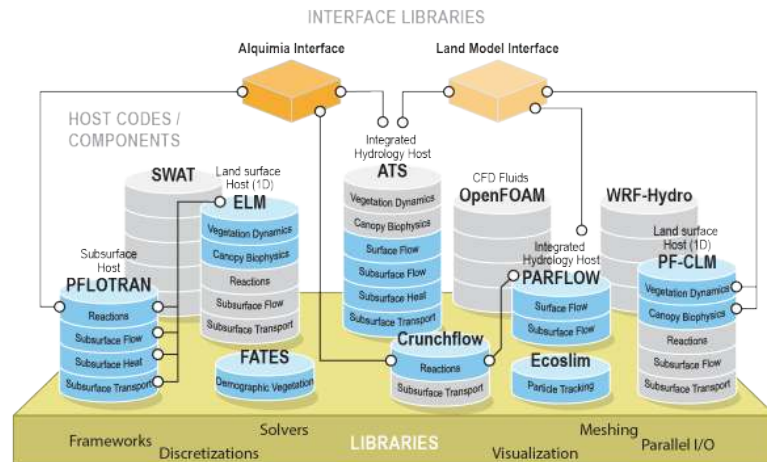 INTERFACE LIBRARIES
Alquimia Interface
Land Model Interface
HOST CODES /
COMPONENTS
SWAT
Land surface
Host (1D)
ELM
Vegetation Dynamics
Canopy Biophysics
Reactions
Subsurface Flow
Subsurface Transport
Integrated
Hydrology Host
ATS
Vegetation Dynamics
Canopy Biophysics
Surface Flow
Subsurface Flow
Subsurface Heat
Subsurface Transport
CFD Fluids
OpenFOAM
WRF-Hydro
Subsurface
Host
PFLOTRAN
Reactions
Subsurface Flow
Subsurface Heat
Subsurface Transport
Integrated
Hydrology Host
PARFLOW
Surface Flow
Subsurface Flow
Land surface
Host (1D)
PF-CLM
Vegetation Dynamics
Canopy Biophysics
Reactions
Subsurface Flow
Subsurface Transport
FATES
Demographic Vegetation
Crunchflow
Reactions
Subsurface Transport
Ecoslim
Particle Tracking
Frameworks
Discretizations
Solvers
LIBRARIES
Visualization
Meshing
Parallel I/O